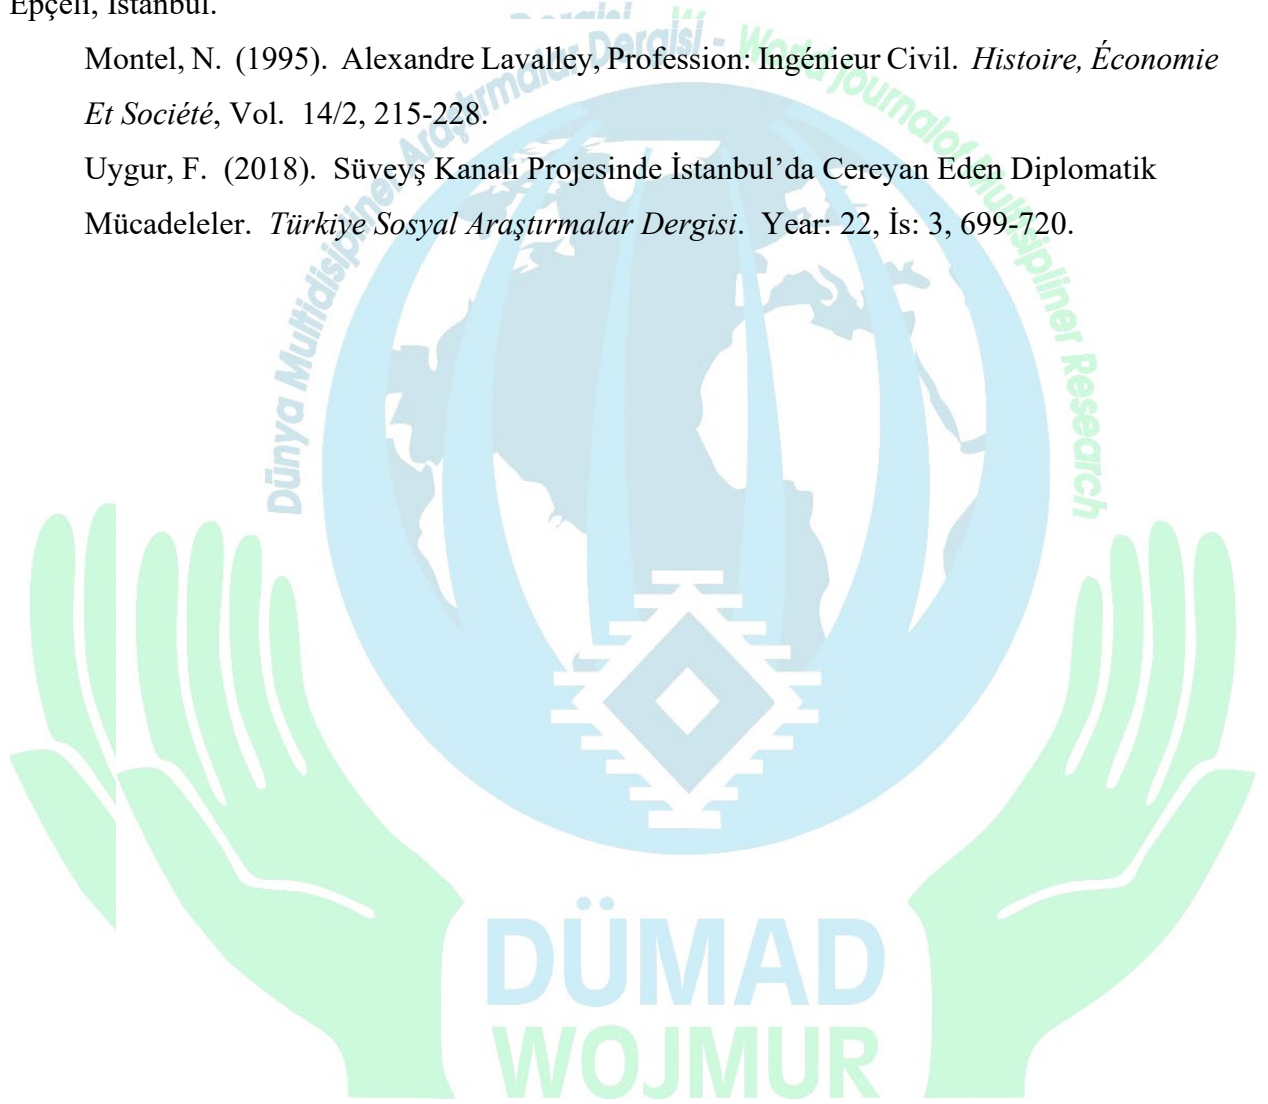 Epçeli, İstanbul.
Montel, N. (1995). Alexandre Lavalley, Profession: Ingénieur Civil. Histoire, Économie
Et Société, Vol. 14/2, 215-228.
Uygur, F. (2018). Süveyş Kanalı Projesinde İstanbul’da Cereyan Eden Diplomatik
Mücadeleler. Türkiye Sosyal Araştırmalar Dergisi. Year: 22, İs: 3, 699-720.
Dünya Multidisipliner Araştırmalar Dergisi - World Journal of Multisipliner Research
DÜMAD
WOJMUR